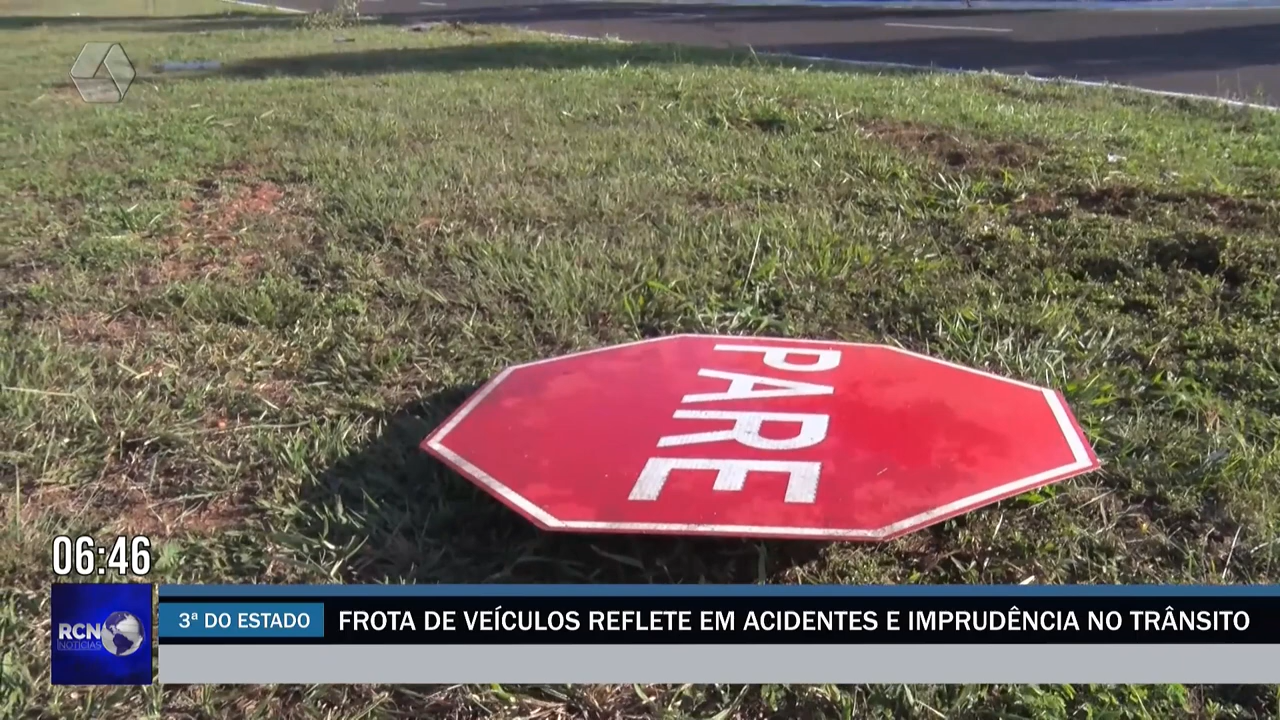 PARE
06:46
RCN
NOTÍCIAS
3ª DO ESTADO
FROTA DE VEÍCULOS REFLETE EM ACIDENTES E IMPRUDÊNCIA NO TRÂNSITO